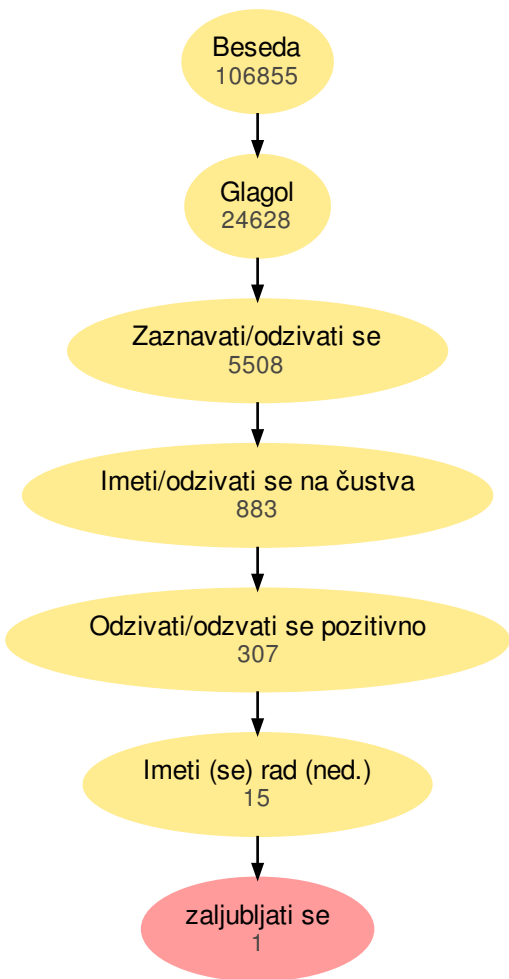 Beseda
106855
Glagol
24628
Zaznavati/odzivati se
5508
Imeti/odzivati se na čustva
883
Odzivati/odzvati se pozitivno
307
Imeti (se) rad (ned.)
15
zaljubljati se
1